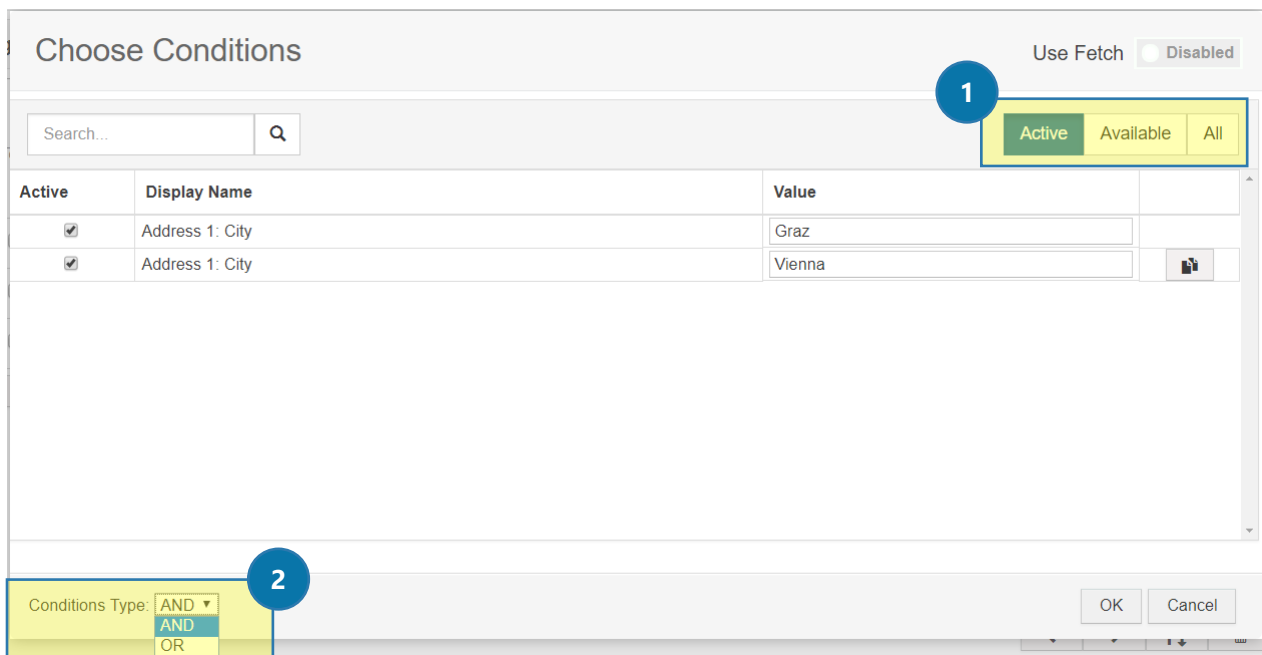 Choose Conditions
Use Fetch Disabled
1
Search...
Active Available All
Active Display Name Value
Address 1: City Graz
Address 1: City Vienna
2
Conditions Type: AND
AND
OR
OK Cancel